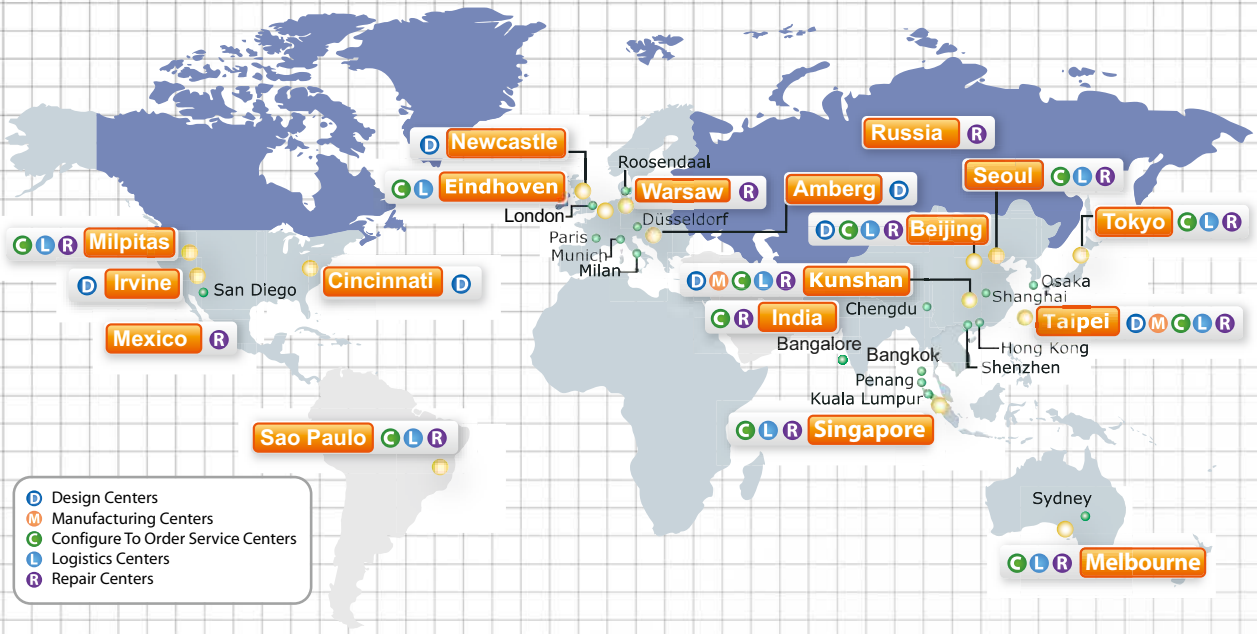 D Newcastle
Russia R
Roosendaal
C L Eindhoven
Warsaw R
Amberg D
Seoul C L R
London
Düsseldorf
D C L R Beijing
Tokyo C L R
C L R Milpitas
Paris
Munich
Milan
D Irvine
San Diego
Cincinnati D
D M C L R Kunshan
Osaka
Shanghai
Mexico R
C R India
Chengdu
Taipei D M C L R
Bangalore
Bangkok
Hong Kong
Shenzhen
Penang
Kuala Lumpur
Sao Paulo C L R
C L R Singapore
Sydney
C L R Melbourne
D Design Centers
M Manufacturing Centers
C Configure To Order Service Centers
L Logistics Centers
R Repair Centers